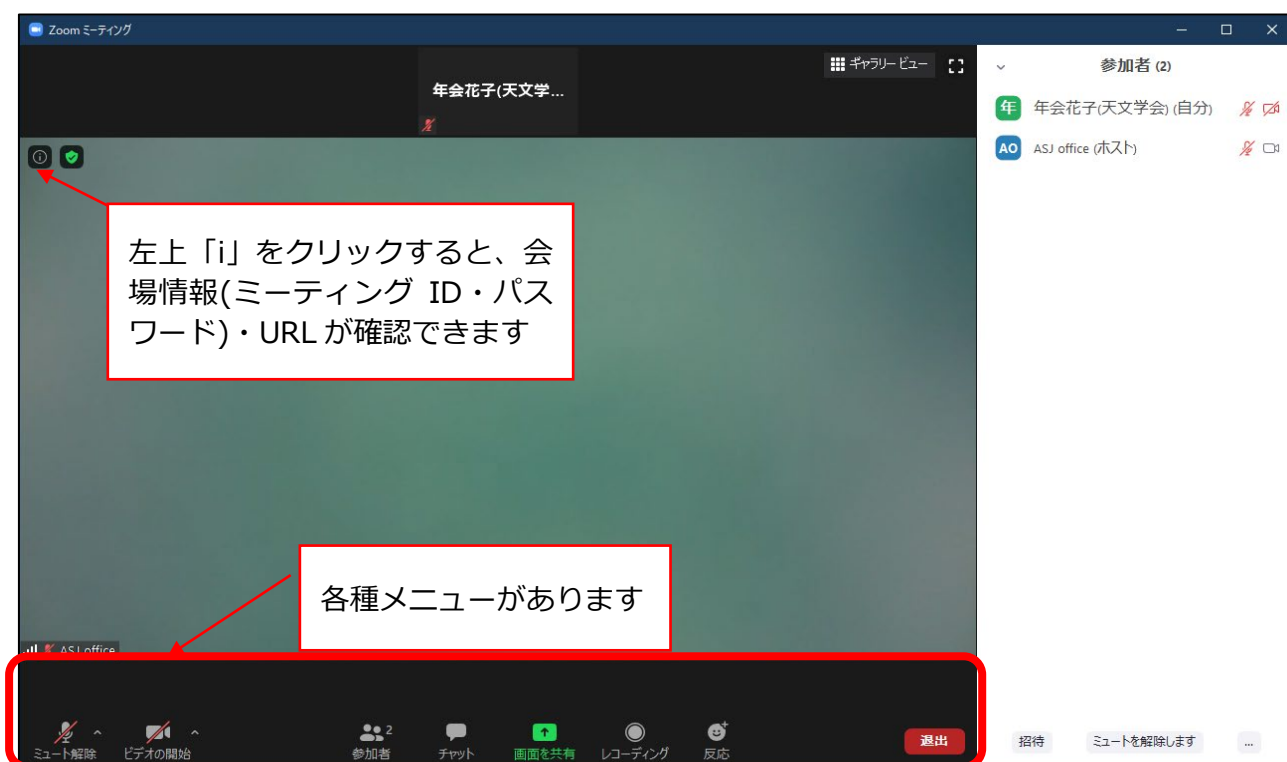 Zoom ミーティング
年会花子(天文学...
ギャラリー ビュー
参加者 (2)
年 年会花子(天文学会) (自分)
AO ASJ office (ホスト)
左上「i」をクリックすると、会
場情報(ミーティング ID・パス
ワード)・URL が確認できます
各種メニューがあります
ASJ office
ミュート解除
ビデオの開始
2
参加者
チャット
画面を共有
レコーディング
反応
退出
招待
ミュートを解除します
...